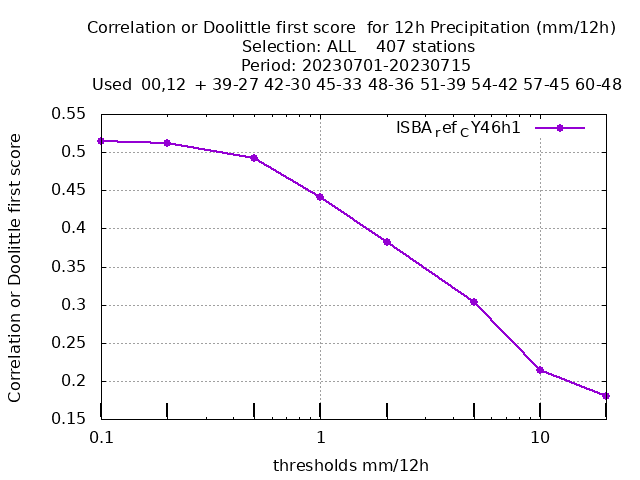 Correlation or Doolittle first score  for 12h Precipitation (mm/12h)
Selection: ALL    407 stations
Period: 20230701-20230715
Used  00,12  + 39-27 42-30 45-33 48-36 51-39 54-42 57-45 60-48
ISBArefCY46h1
Correlation or Doolittle first score
0.55
0.5
0.45
0.4
0.35
0.3
0.25
0.2
0.15
0.1 1 10
thresholds mm/12h